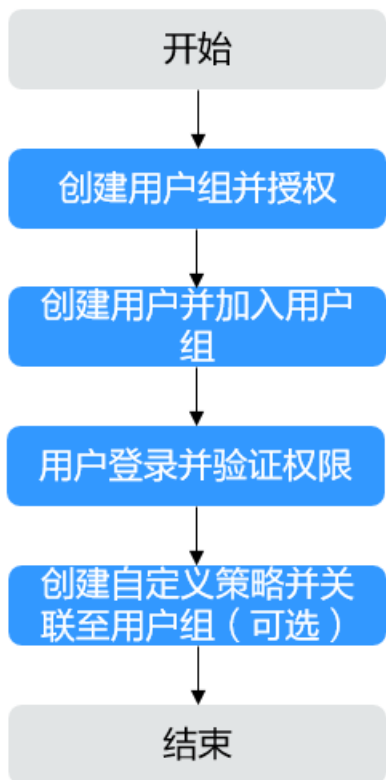 开始
创建用户组并授权
创建用户并加入用户
组
用户登录并验证权限
创建自定义策略并关
联至用户组（可选）
结束